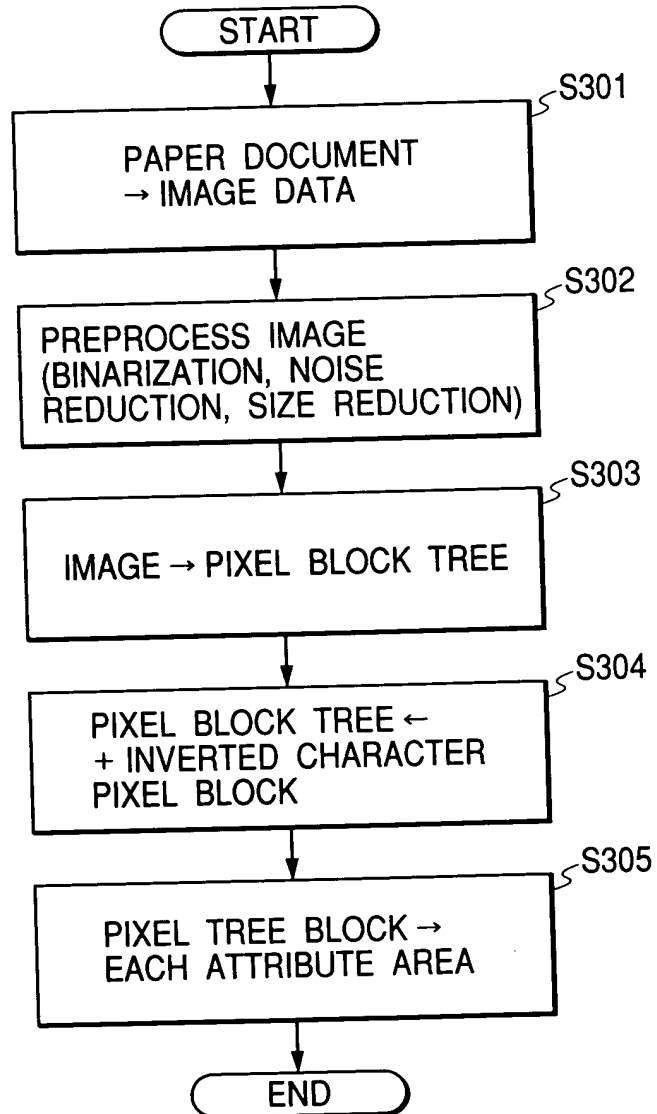 START
S301
PAPER DOCUMENT
→ IMAGE DATA
S302
PREPROCESS IMAGE
(BINARIZATION, NOISE
REDUCTION, SIZE REDUCTION)
S303
IMAGE → PIXEL BLOCK TREE
S304
PIXEL BLOCK TREE ←
+ INVERTED CHARACTER
PIXEL BLOCK
S305
PIXEL TREE BLOCK →
EACH ATTRIBUTE AREA
END